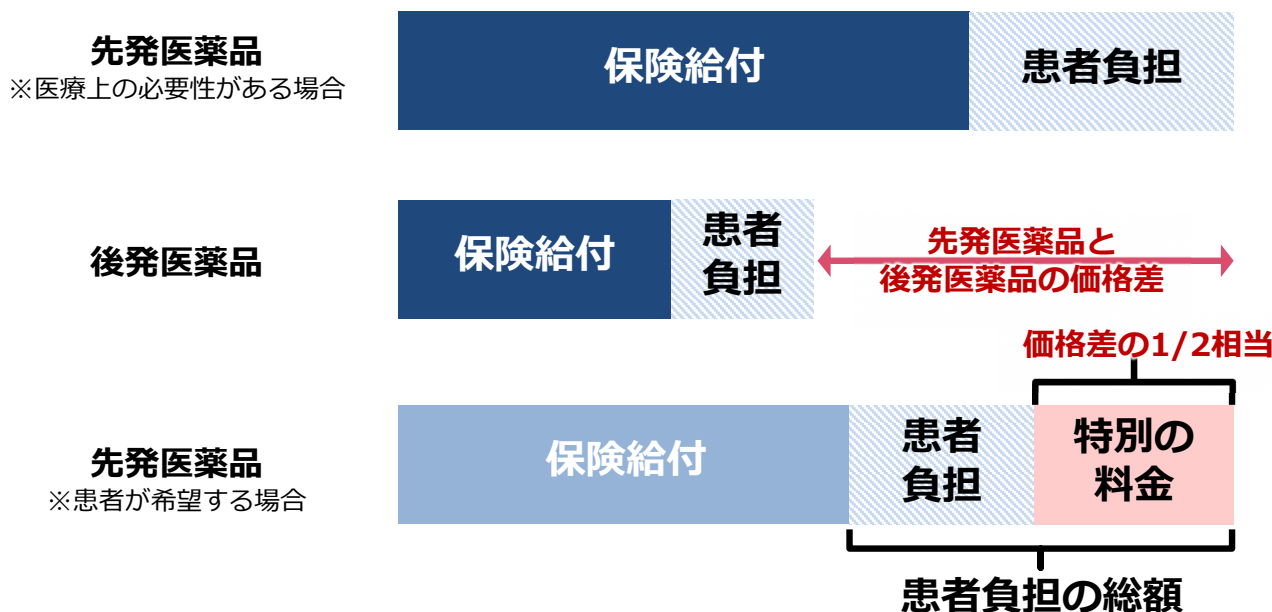 先発医薬品
※医療上の必要性がある場合
保険給付
患者負担
後発医薬品
保険給付
患者
負担
先発医薬品と
後発医薬品の価格差
価格差の1/2相当
先発医薬品
※患者が希望する場合
保険給付
患者
負担
特別の
料金
患者負担の総額